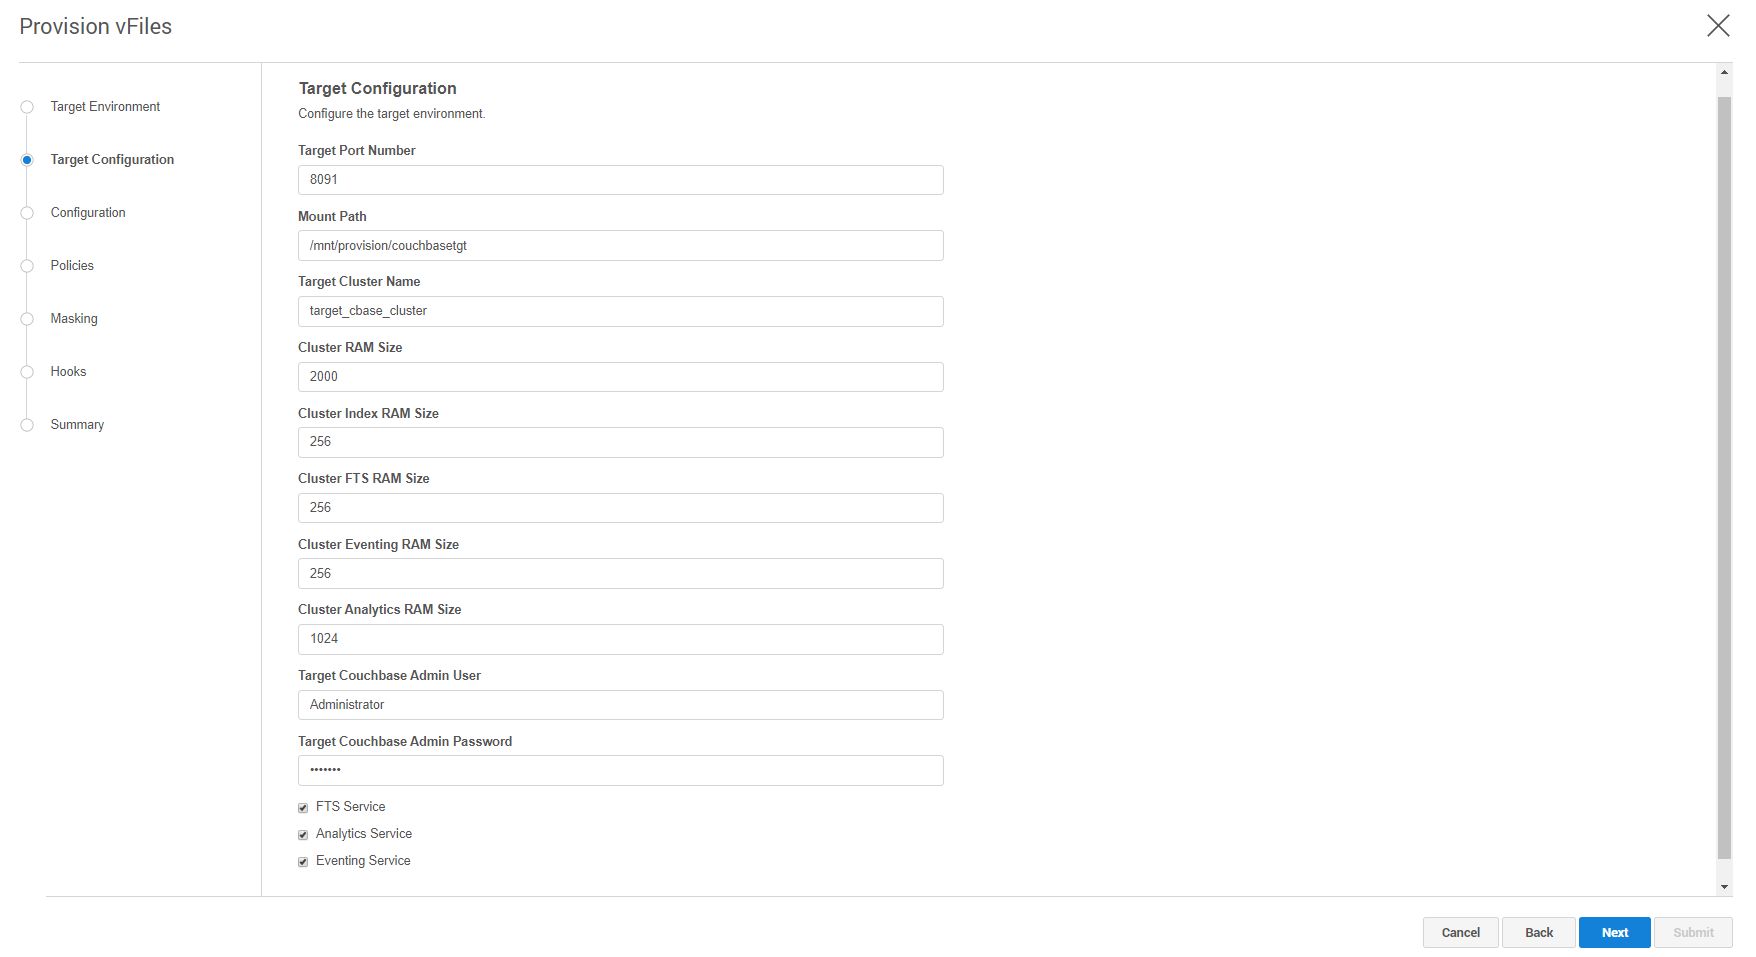 Provision vFiles
Target Environment
Target Configuration
Configuration
Policies
Masking
Hooks
Summary
Target Configuration
Configure the target environment.
Target Port Number
8091
Mount Path
/mnt/provision/couchbasetgt
Target Cluster Name
target_cbase_cluster
Cluster RAM Size
2000
Cluster Index RAM Size
256
Cluster FTS RAM Size
256
Cluster Eventing RAM Size
256
Cluster Analytics RAM Size
1024
Target Couchbase Admin User
Administrator
Target Couchbase Admin Password
•••••••
FTS Service
Analytics Service
Eventing Service
Cancel Back Next Submit